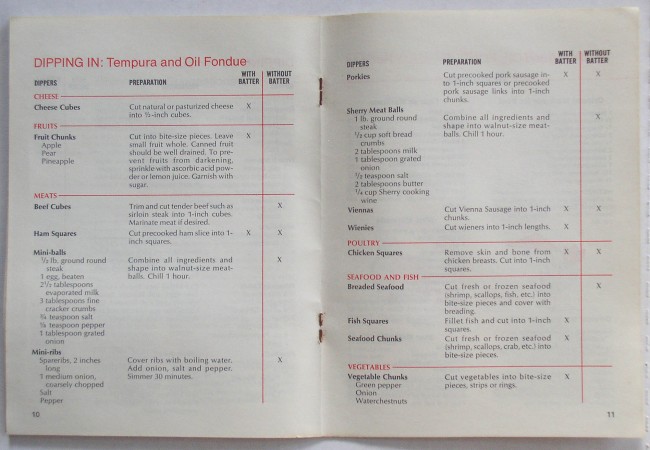 DIPPING IN: Tempura and Oil Fondue
DIPPERS PREPARATION WITH BATTER WITHOUT BATTER
CHEESE
Cheese Cubes Cut natural or pasturized cheese X
into ¾-inch cubes.
FRUITS
Fruit Chunks Cut into bite-size pieces. Leave X
Apple small fruit whole. Canned fruit
Pear should be well drained. To pre-
Pineapple vent fruits from darkening,
sprinkle with ascorbic acid pow-
der or lemon juice. Garnish with
sugar.
MEATS
Beef Cubes Trim and cut tender beef such as X
sirloin steak into 1-inch cubes.
Marinate meat if desired.
Ham Squares Cut precooked ham slice into 1- X X
inch squares.
Mini-balls Combine all ingredients and X
⅓ lb. ground round shape into walnut-size meat-
steak balls. Chill 1 hour.
1 egg, beaten
2⅓ tablespoons
evaporated milk
3 tablespoons fine
cracker crumbs
¾ teaspoon salt
teaspoon pepper
1 tablespoon grated
onion
Mini-ribs
Spareribs, 2 inches Cover ribs with boiling water. X
long Add onion, salt and pepper.
1 medium onion, Simmer 30 minutes.
coarsely chopped
Salt
Pepper
10
DIPPERS PREPARATION WITH BATTER WITHOUT BATTER
Porkies Cut precooked pork sausage in- X X
to 1-inch squares or precooked
pork sausage links into 1-inch
chunks.
Sherry Meat Balls
1 lb. ground round Combine all ingredients and X
steak shape into walnut-size meat-
½ cup soft bread balls. Chill 1 hour.
crumbs
2 tablespoons milk
1 tablespoon grated
onion
½ teaspoon salt
2 tablespoons butter
¼ cup Sherry cooking
wine
Viennas Cut Vienna Sausage into 1-inch X X
chunks.
Wienies Cut wieners into 1-inch lengths. X
POULTRY
Chicken Squares Remove skin and bone from X X
chicken breasts. Cut into 1-inch
squares.
SEAFOOD AND FISH
Breaded Seafood Cut fresh or frozen seafood X
(shrimp, scallops, fish, etc.) into
bite-size pieces and cover with
breading.
Fish Squares Fillet fish and cut into 1-inch X
squares.
Seafood Chunks Cut fresh or frozen seafood X
(shrimp, scallops, crab, etc.) into
bite-size pieces.
VEGETABLES
Vegetable Chunks Cut vegetables into bite-size X
Green pepper pieces, strips or rings.
Onion
Waterchestnuts
11